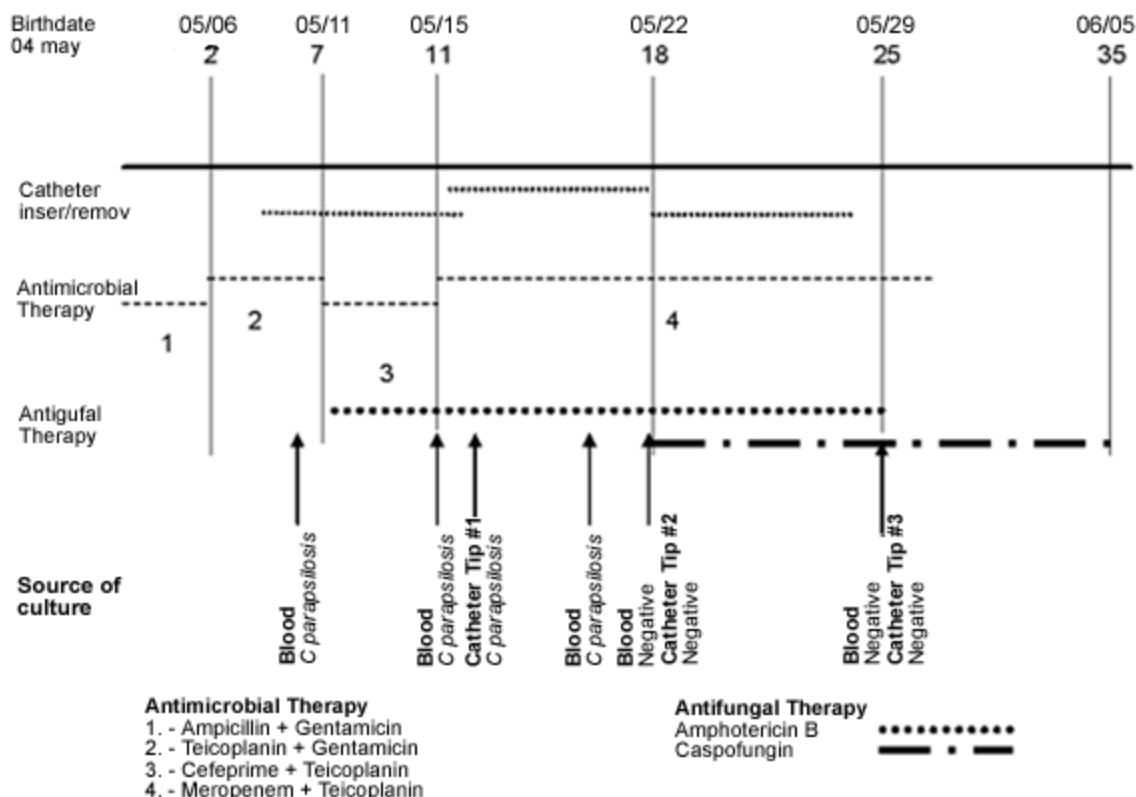 Birthdate
04 may
05/06 05/11 05/15 05/22 05/29 06/05
2 7 11 18 25 35
Catheter
inser/remov
Antimicrobial
Therapy
1
2
3
4
Antigufal
Therapy
Source of
culture
Blood
C parapsilosis
Blood
C parapsilosis
Catheter Tip #1
C parapsilosis
Blood
C parapsilosis
Blood
Negative
Catheter Tip #2
Negative
Blood
Negative
Catheter Tip #3
Negative
Antimicrobial Therapy
1. - Ampicillin + Gentamicin
2. - Teicoplanin + Gentamicin
3. - Cefeprime + Teicoplanin
4. - Meropenem + Teicoplanin
Antifungal Therapy
Amphotericin B
Caspofungin